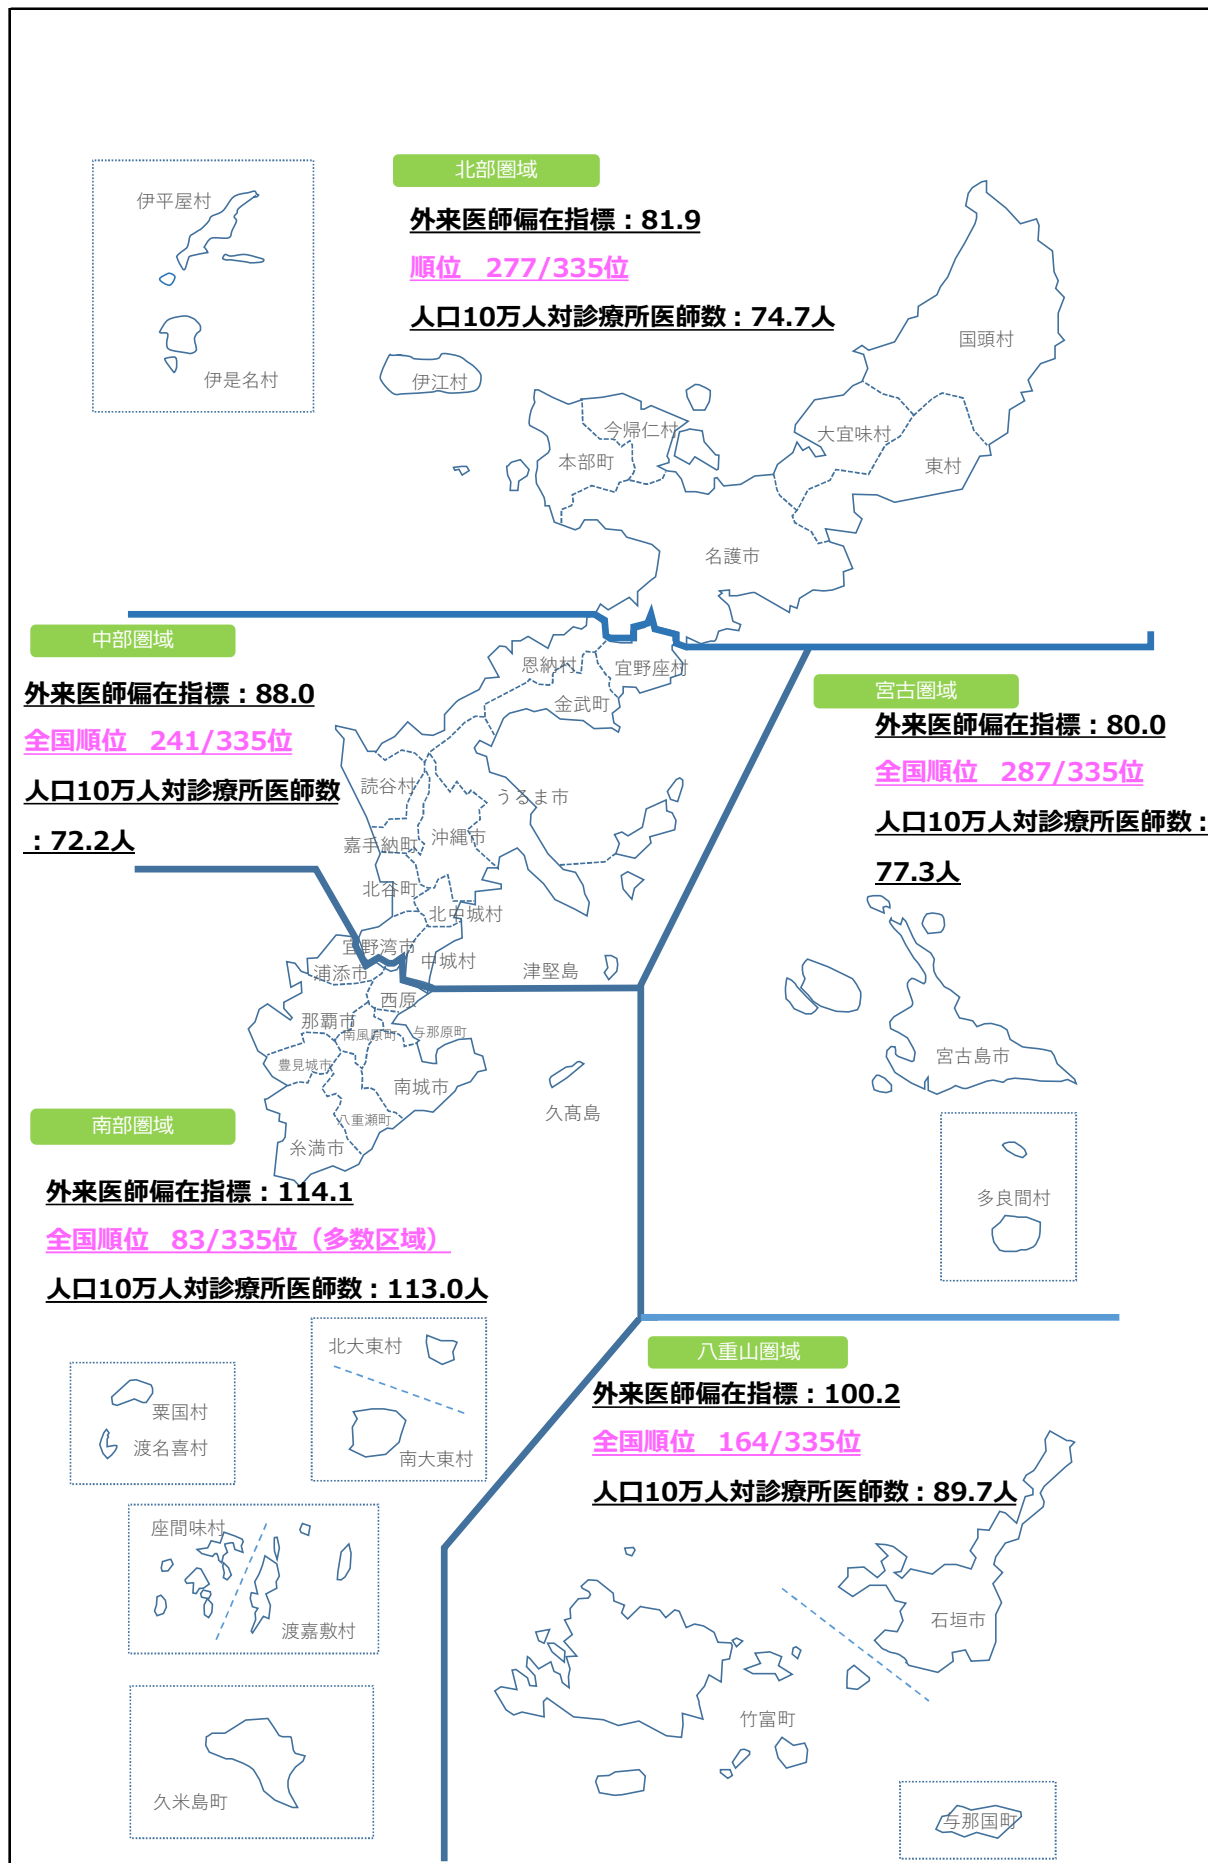 北部圏域
外来医師偏在指標：81.9
順位　277/335位
人口10万人対診療所医師数：74.7人
伊平屋村
伊是名村
伊江村
国頭村
今帰仁村
大宜味村
本部町
東村
名護市
中部圏域
外来医師偏在指標：88.0
全国順位　241/335位
人口10万人対診療所医師数
：72.2人
恩納村
宜野座村
金武町
読谷村
うるま市
嘉手納町
沖縄市
北谷町
北中城村
宜野湾市
中城村
津堅島
宮古圏域
外来医師偏在指標：80.0
全国順位　287/335位
人口10万人対診療所医師数：
77.3人
宮古島市
多良間村
浦添市
西原
那覇市
南風原町
与那原町
豊見城市
南城市
八重瀬町
糸満市
久髙島
南部圏域
外来医師偏在指標：114.1
全国順位　83/335位（多数区域）
人口10万人対診療所医師数：113.0人
北大東村
南大東村
粟国村
渡名喜村
座間味村
渡嘉敷村
久米島町
八重山圏域
外来医師偏在指標：100.2
全国順位　164/335位
人口10万人対診療所医師数：89.7人
石垣市
竹富町
与那国町